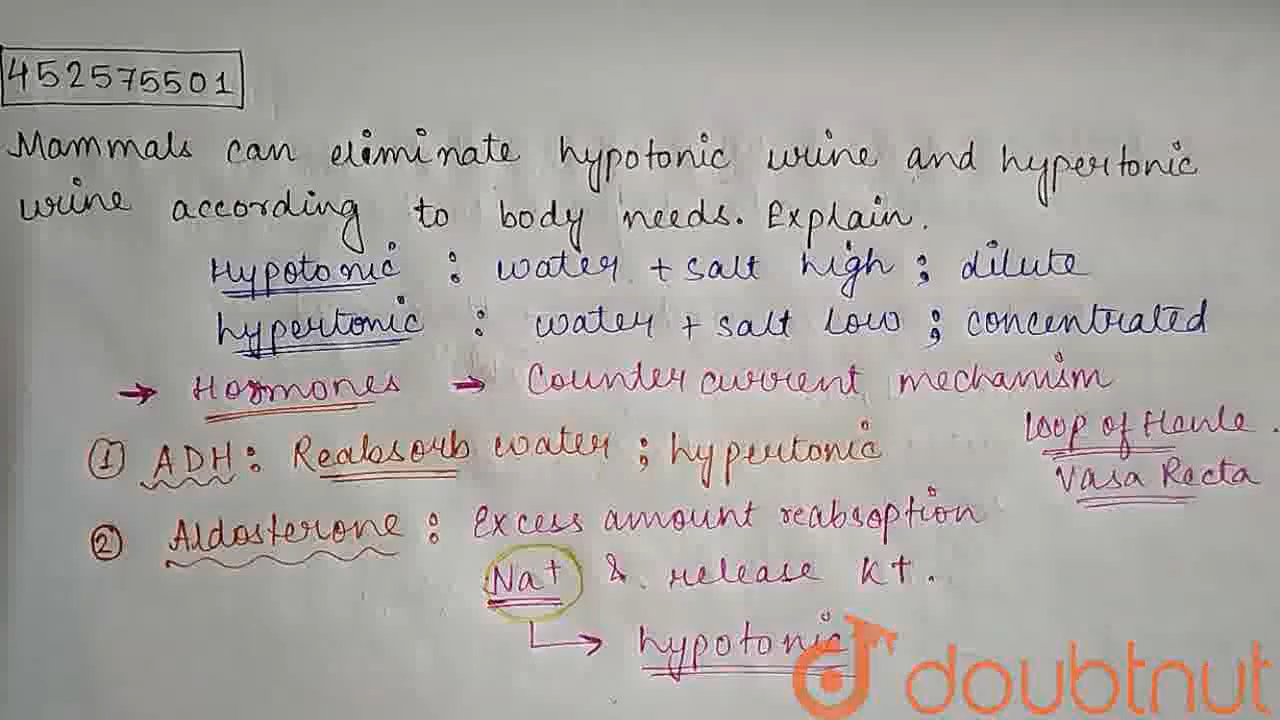 452575501
Mammals can eliminate hypotonic urine and hypertonic
urine according to body needs. Explain.
Hypotonic : water + salt high ; dilute
hypertonic : water + salt low ; concentrated
→ Hormones → Counter current mechanism
Loop of Henle.
Vasa Recta
① ADH : Reabsorb water ; hypertonic
② Aldosterone : Excess amount reabsoption
Na+ & release K+.
↳ hypotonic
doubtnut